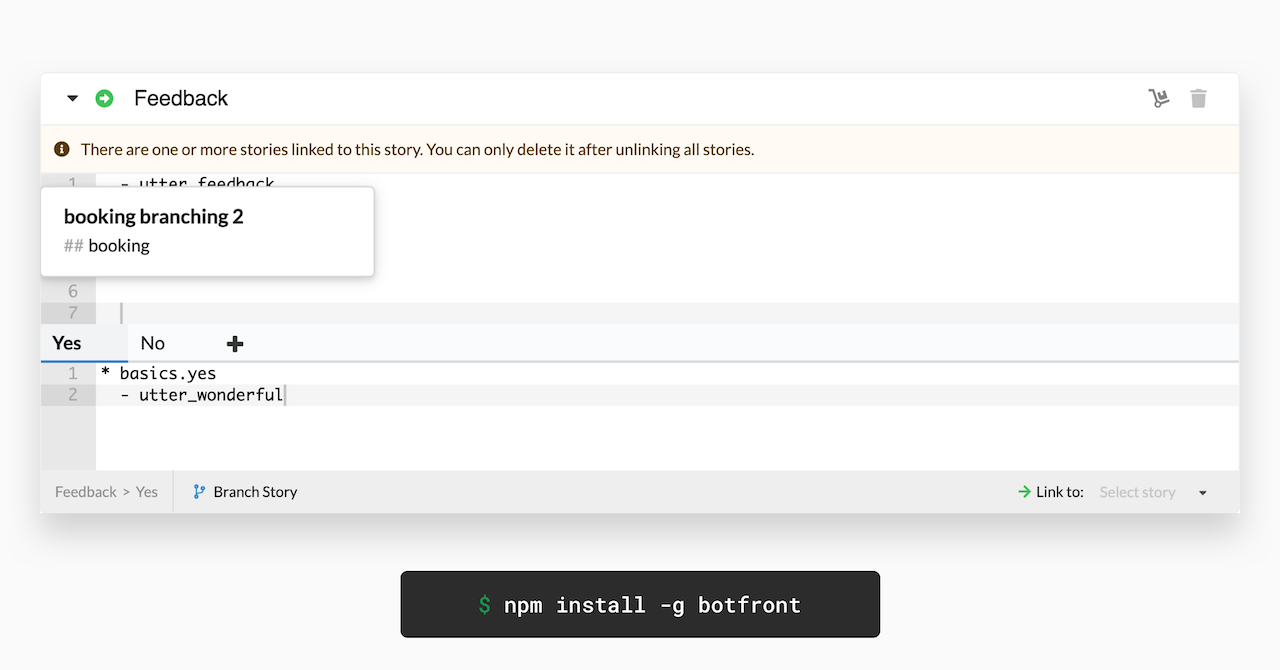 Feedback
There are one or more stories linked to this story. You can only delete it after unlinking all stories.
1 - utter_feedback
booking branching 2
## booking
6
7
Yes No
1 * basics.yes
2 - utter_wonderful
Feedback > Yes Branch Story Link to: Select story
$ npm install -g botfront